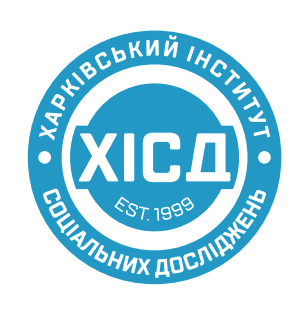 ХАРКІВСЬКИЙ ІНСТИТУТ
ХІСД
EST. 1999
СОЦІАЛЬНИХ ДОСЛІДЖЕНЬ